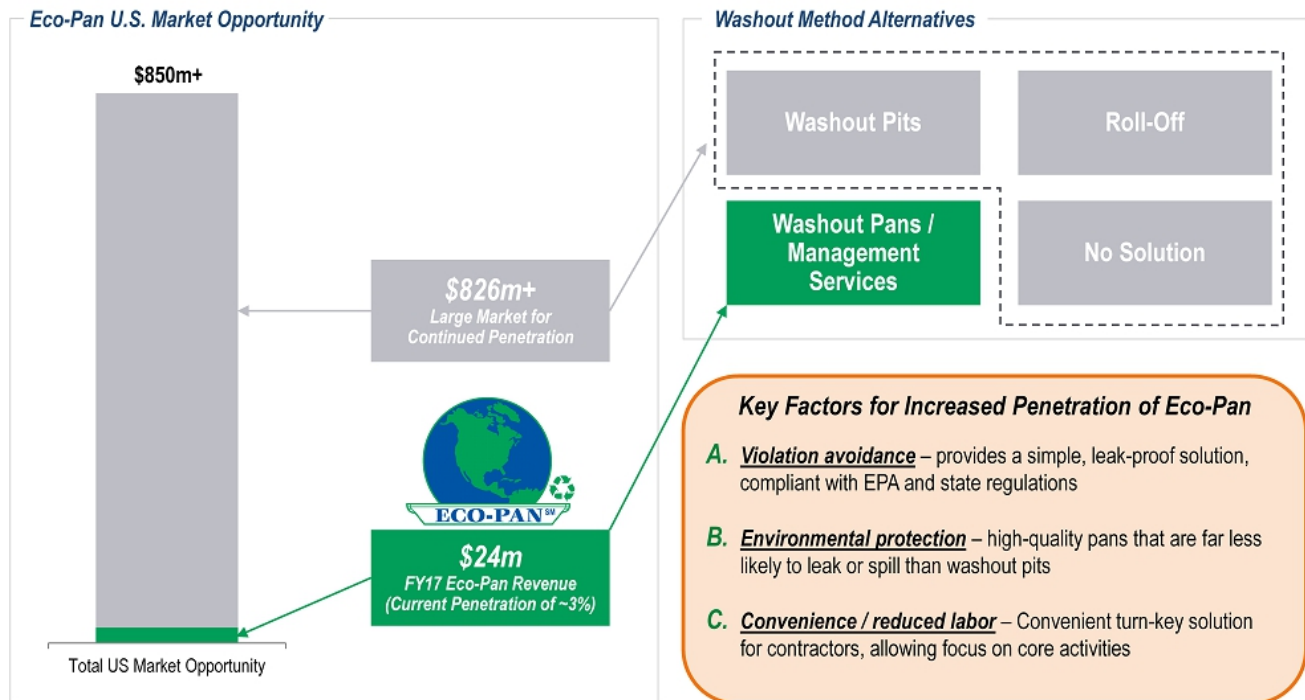 Eco-Pan U.S. Market Opportunity
$850m+
$826m+
Large Market for
Continued Penetration
ECO-PAN SM
$24m
FY17 Eco-Pan Revenue
(Current Penetration of ~3%)
Total US Market Opportunity
Washout Method Alternatives
Washout Pits
Roll-Off
Washout Pans /
Management
Services
No Solution
Key Factors for Increased Penetration of Eco-Pan
A. Violation avoidance – provides a simple, leak-proof solution,
compliant with EPA and state regulations
B. Environmental protection – high-quality pans that are far less
likely to leak or spill than washout pits
C. Convenience / reduced labor – Convenient turn-key solution
for contractors, allowing focus on core activities